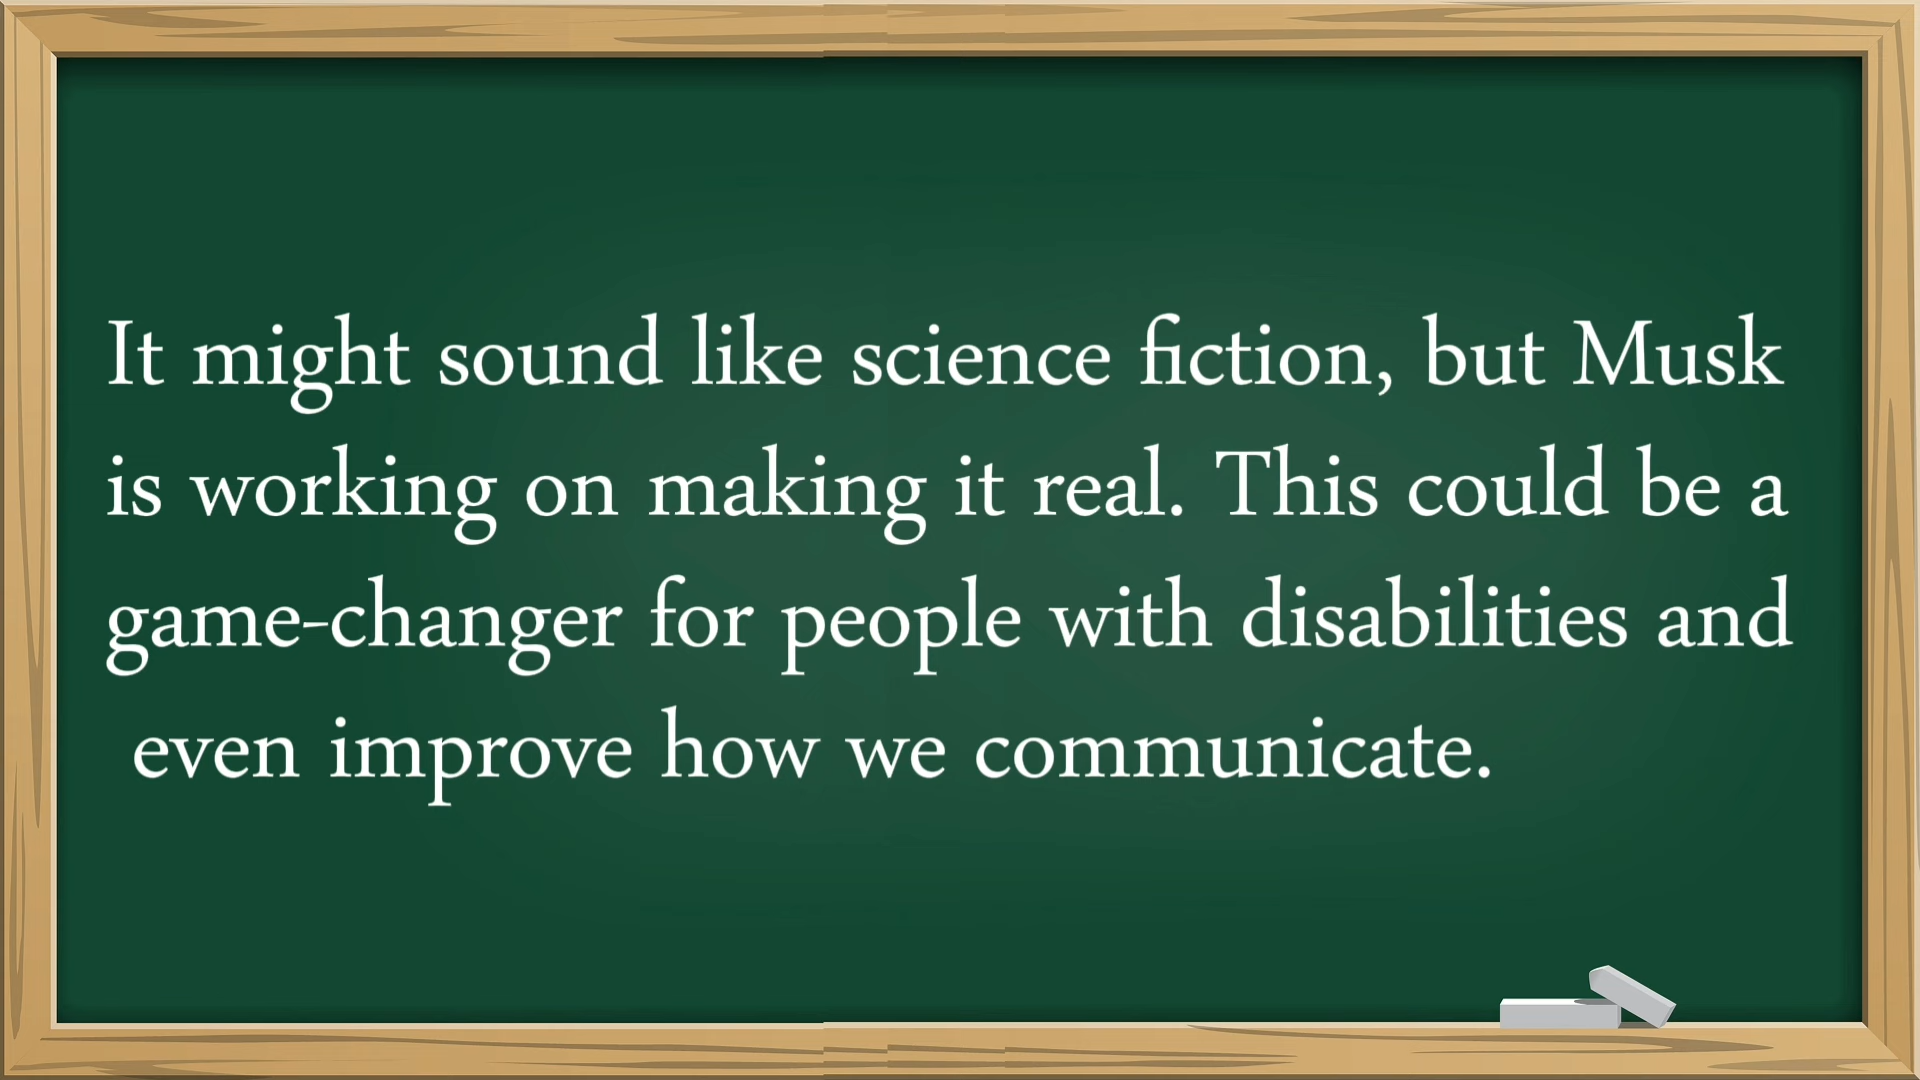 It might sound like science fiction, but Musk
is working on making it real. This could be a
game-changer for people with disabilities and
even improve how we communicate.